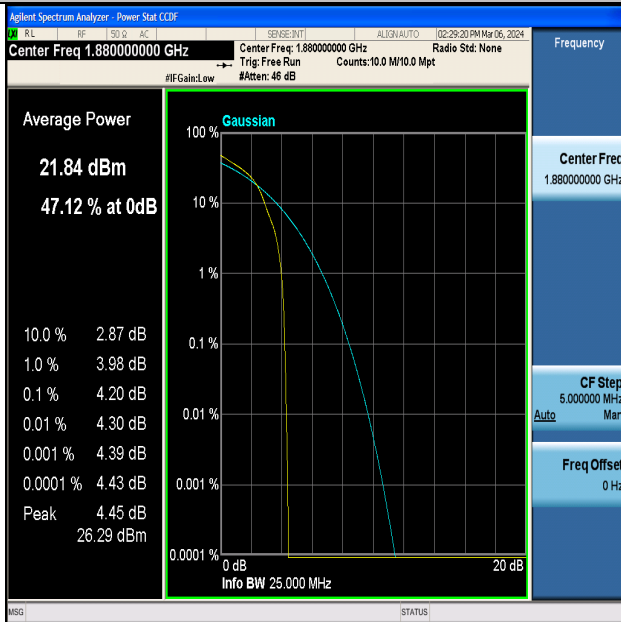 Agilent Spectrum Analyzer - Power Stat CCDF
LXI RL RF 50 Ω AC SENSE:INT ALIGN AUTO 02:29:20 PM Mar 06, 2024
Center Freq 1.880000000 GHz
Center Freq: 1.880000000 GHz Radio Std: None
Trig: Free Run Counts:10.0 M/10.0 Mpt
#IFGain:Low #Atten: 46 dB
Frequency
Average Power
21.84 dBm
47.12 % at 0dB
10.0 % 2.87 dB
1.0 % 3.98 dB
0.1 % 4.20 dB
0.01 % 4.30 dB
0.001 % 4.39 dB
0.0001 % 4.43 dB
Peak 4.45 dB
26.29 dBm
Gaussian
100 %
10 %
1 %
0.1 %
0.01 %
0.001 %
0.0001 %
0 dB 20 dB
Info BW 25.000 MHz
Center Freq
1.880000000 GHz
CF Step
5.000000 MHz
Auto Man
Freq Offset
0 Hz
MSG STATUS